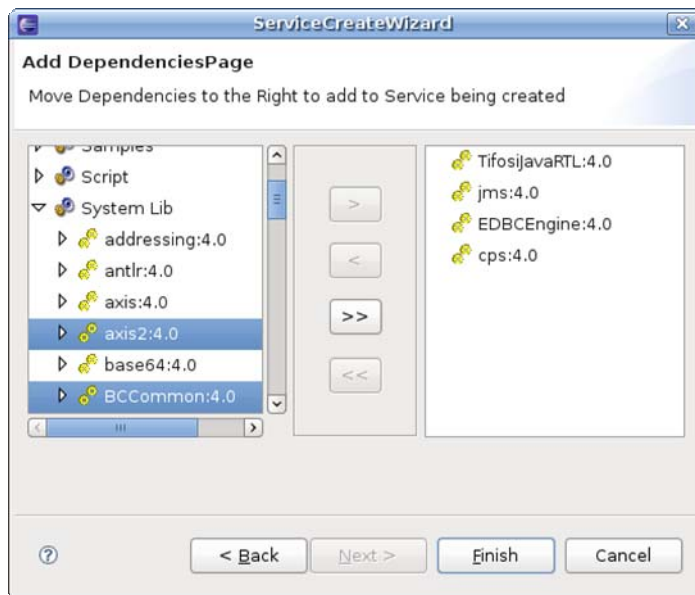 ServiceCreateWizard
Add DependenciesPage
Move Dependencies to the Right to add to Service being created
Samples
Script
System Lib
addressing:4.0
antlr:4.0
axis:4.0
axis2:4.0
base64:4.0
BCCommon:4.0
>
<
>>
<<
TifosiJavaRTL:4.0
jms:4.0
EDBCEngine:4.0
cps:4.0
?
< Back
Next >
Finish
Cancel